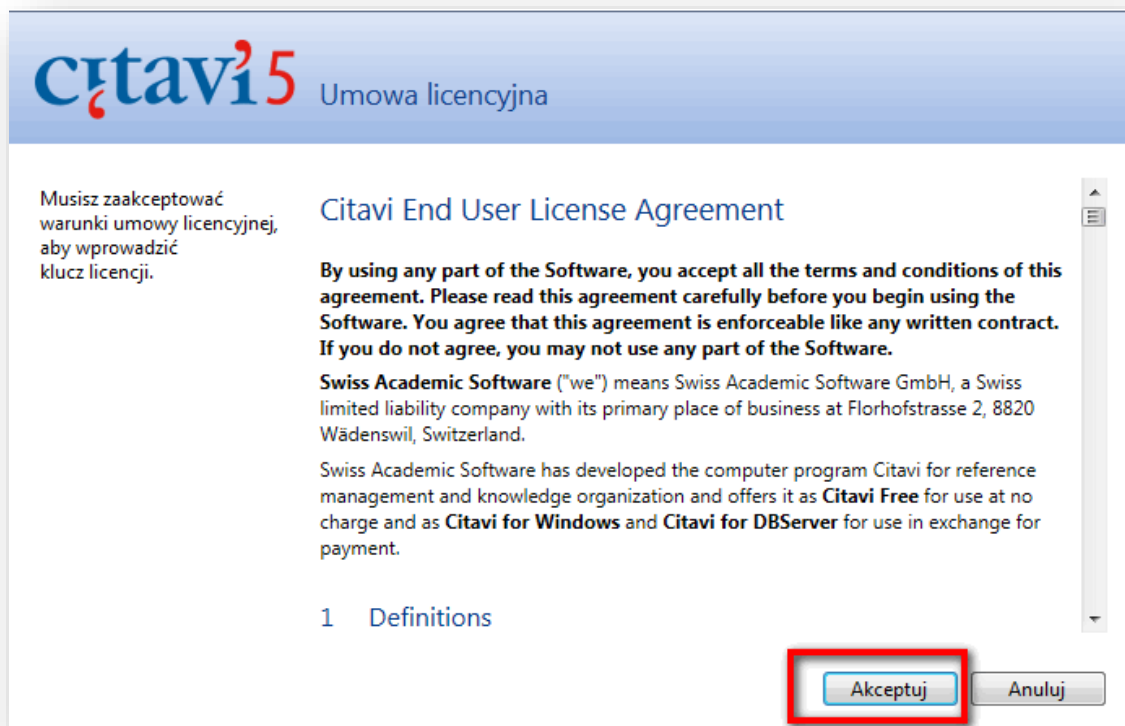 citavi 5 Umowa licencyjna
Musisz zaakceptować
warunki umowy licencyjnej,
aby wprowadzić
klucz licencji.
Citavi End User License Agreement
By using any part of the Software, you accept all the terms and conditions of this
agreement. Please read this agreement carefully before you begin using the
Software. You agree that this agreement is enforceable like any written contract.
If you do not agree, you may not use any part of the Software.
Swiss Academic Software ("we") means Swiss Academic Software GmbH, a Swiss
limited liability company with its primary place of business at Florhofstrasse 2, 8820
Wädenswil, Switzerland.
Swiss Academic Software has developed the computer program Citavi for reference
management and knowledge organization and offers it as Citavi Free for use at no
charge and as Citavi for Windows and Citavi for DBServer for use in exchange for
payment.
1 Definitions
Akceptuj Anuluj